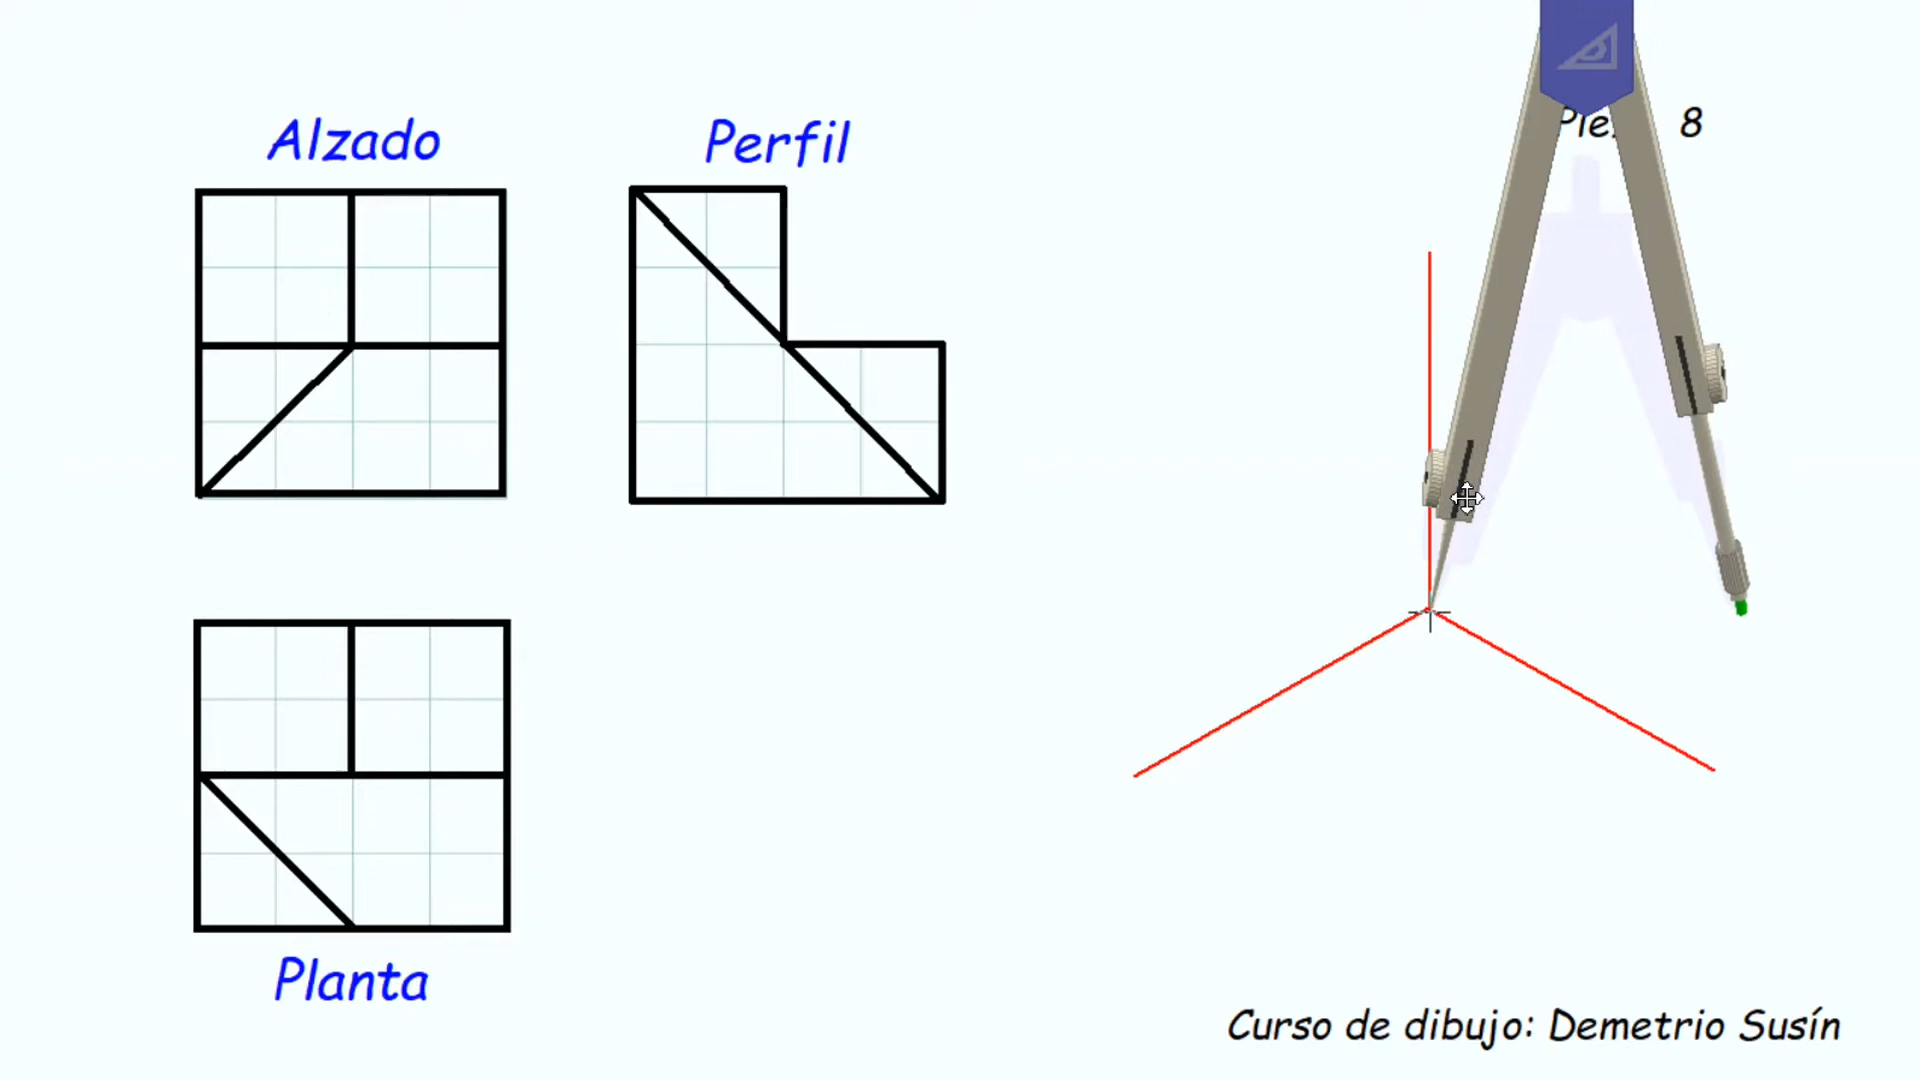 Alzado
Perfil
8
Planta
Curso de dibujo: Demetrio Susín